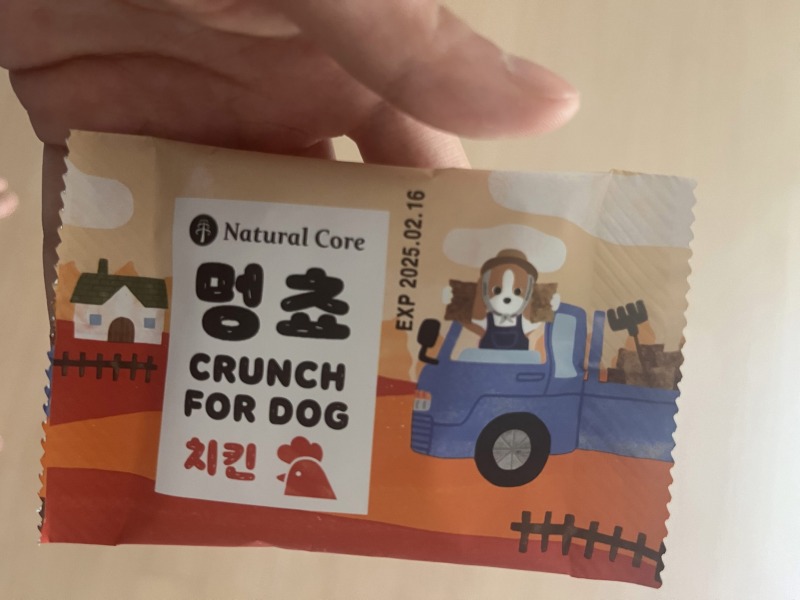 Natural Core
멍쵸
CRUNCH
FOR DOG
치킨
EXP 2025.02.16